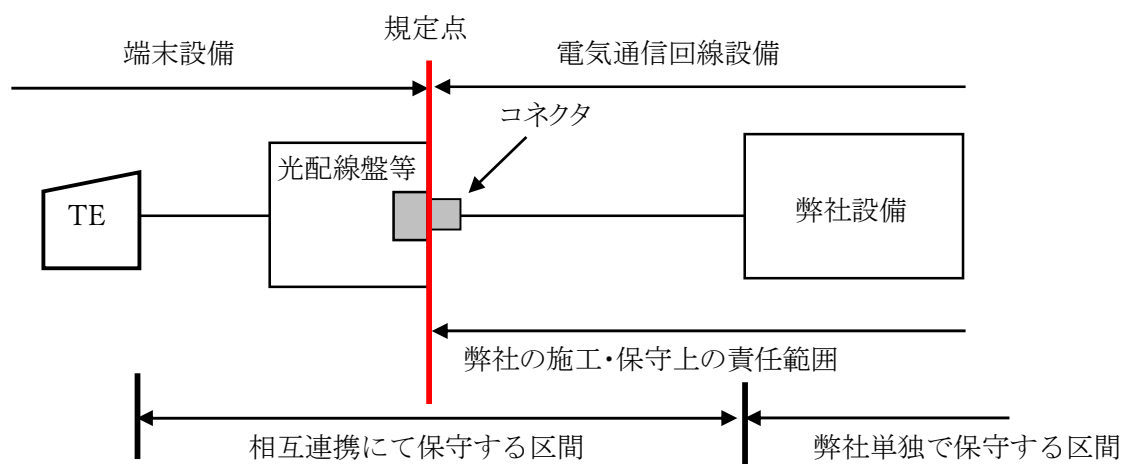 規定点
端末設備
電気通信回線設備
コネクタ
光配線盤等
TE
弊社設備
弊社の施工・保守上の責任範囲
相互連携にて保守する区間
弊社単独で保守する区間